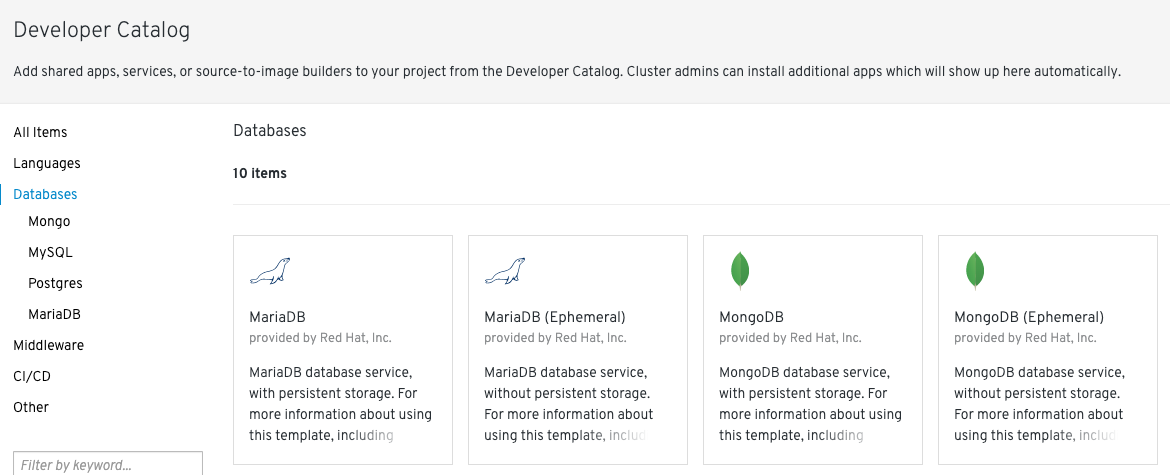 Developer Catalog
Add shared apps, services, or source-to-image builders to your project from the Developer Catalog. Cluster admins can install additional apps which will show up here automatically.
All Items
Languages
Databases
Mongo
MySQL
Postgres
MariaDB
Middleware
CI/CD
Other
Filter by keyword...
Databases
10 items
MariaDB
provided by Red Hat, Inc.
MariaDB database service,
with persistent storage. For
more information about using
this template, including
MariaDB (Ephemeral)
provided by Red Hat, Inc.
MariaDB database service,
without persistent storage.
For more information about
using this template, includ
MongoDB
provided by Red Hat, Inc.
MongoDB database service,
with persistent storage. For
more information about using
this template, including
MongoDB (Ephemeral)
provided by Red Hat, Inc.
MongoDB database service,
without persistent storage.
For more information about
using this template, includ